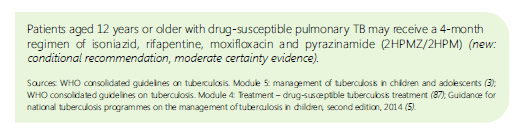 Patients aged 12 years or older with drug-susceptible pulmonary TB may receive a 4-month
regimen of isoniazid, rifapentine, moxifloxacin and pyrazinamide (2HPMZ/2HPM) (new:
conditional recommendation, moderate certainty evidence).
Sources: WHO consolidated guidelines on tuberculosis. Module 5: management of tuberculosis in children and adolescents (3);
WHO consolidated guidelines on tuberculosis. Module 4: Treatment – drug-susceptible tuberculosis treatment (87); Guidance for
national tuberculosis programmes on the management of tuberculosis in children, second edition, 2014 (5).